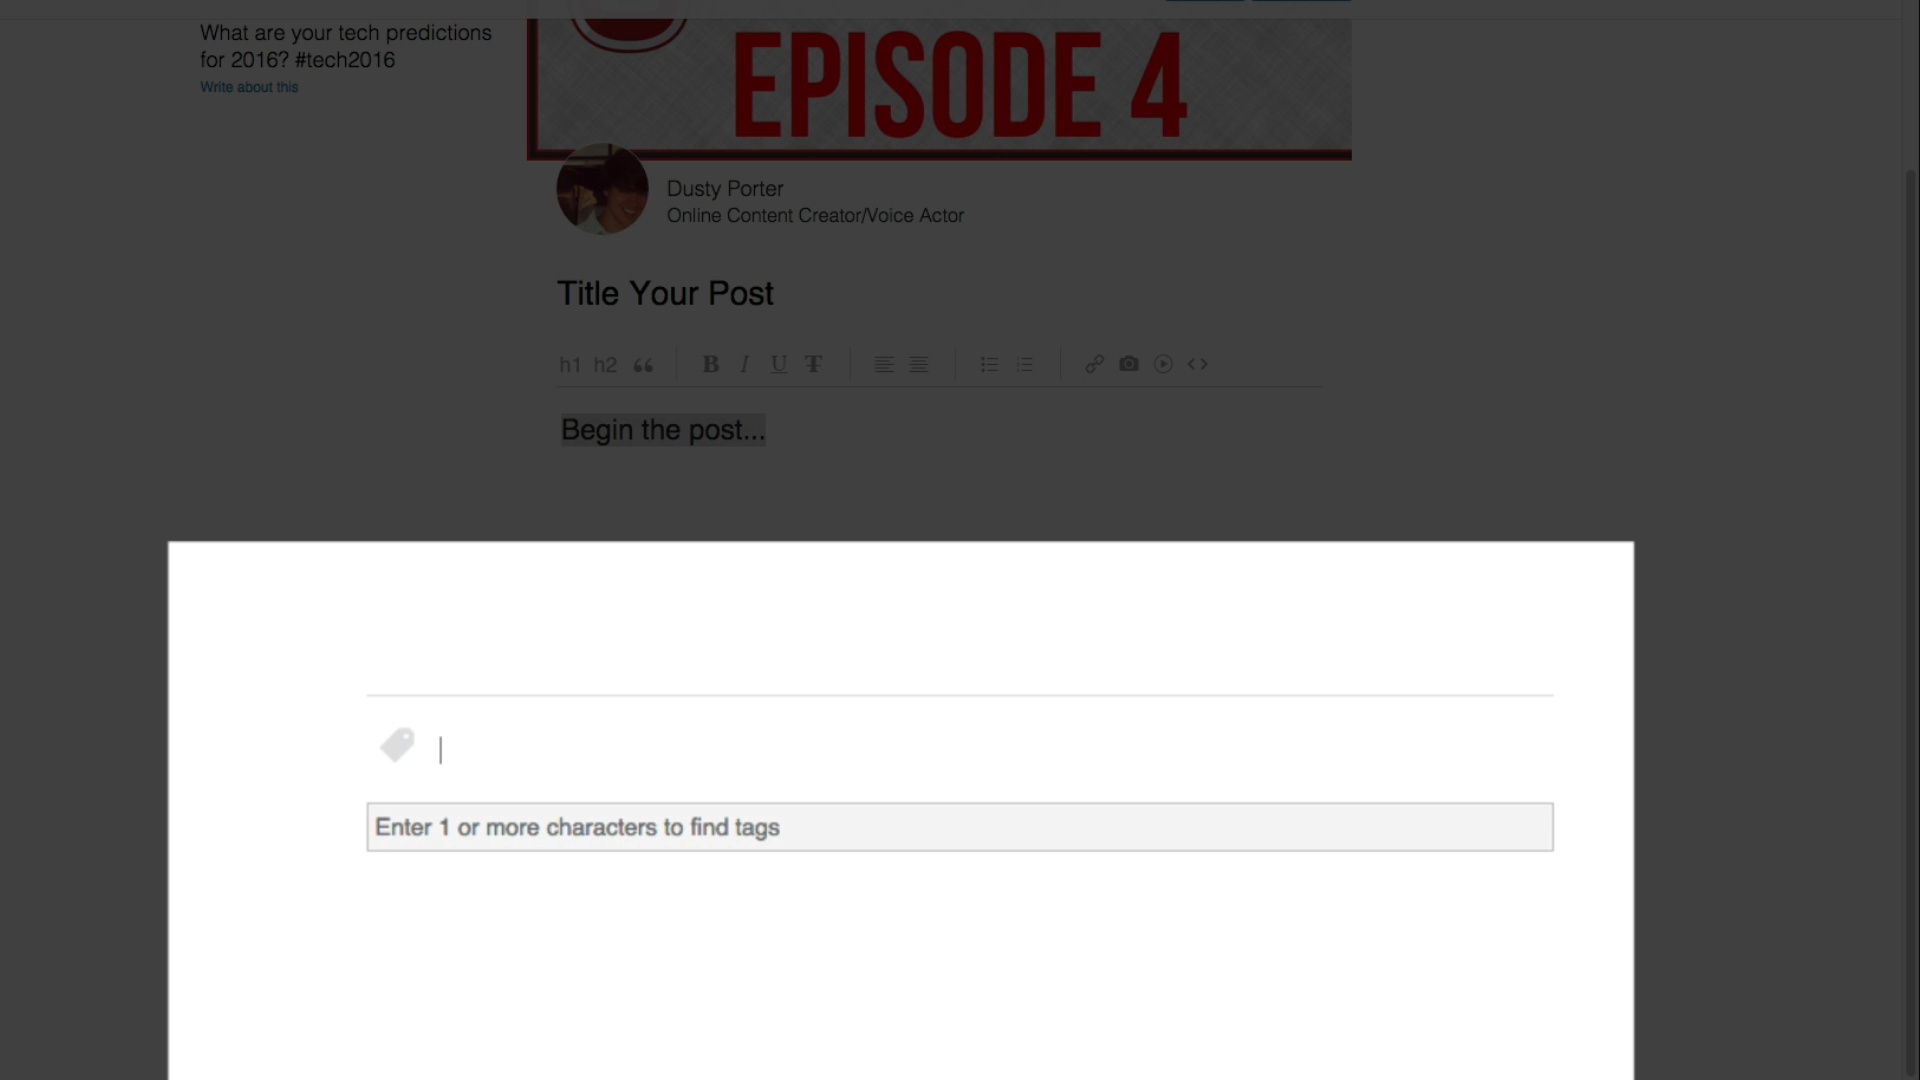 What are your tech predictions
for 2016? #tech2016
Write about this
EPISODE 4
Dusty Porter
Online Content Creator/Voice Actor
Title Your Post
h1 h2 “ B I U T
Begin the post...
Enter 1 or more characters to find tags